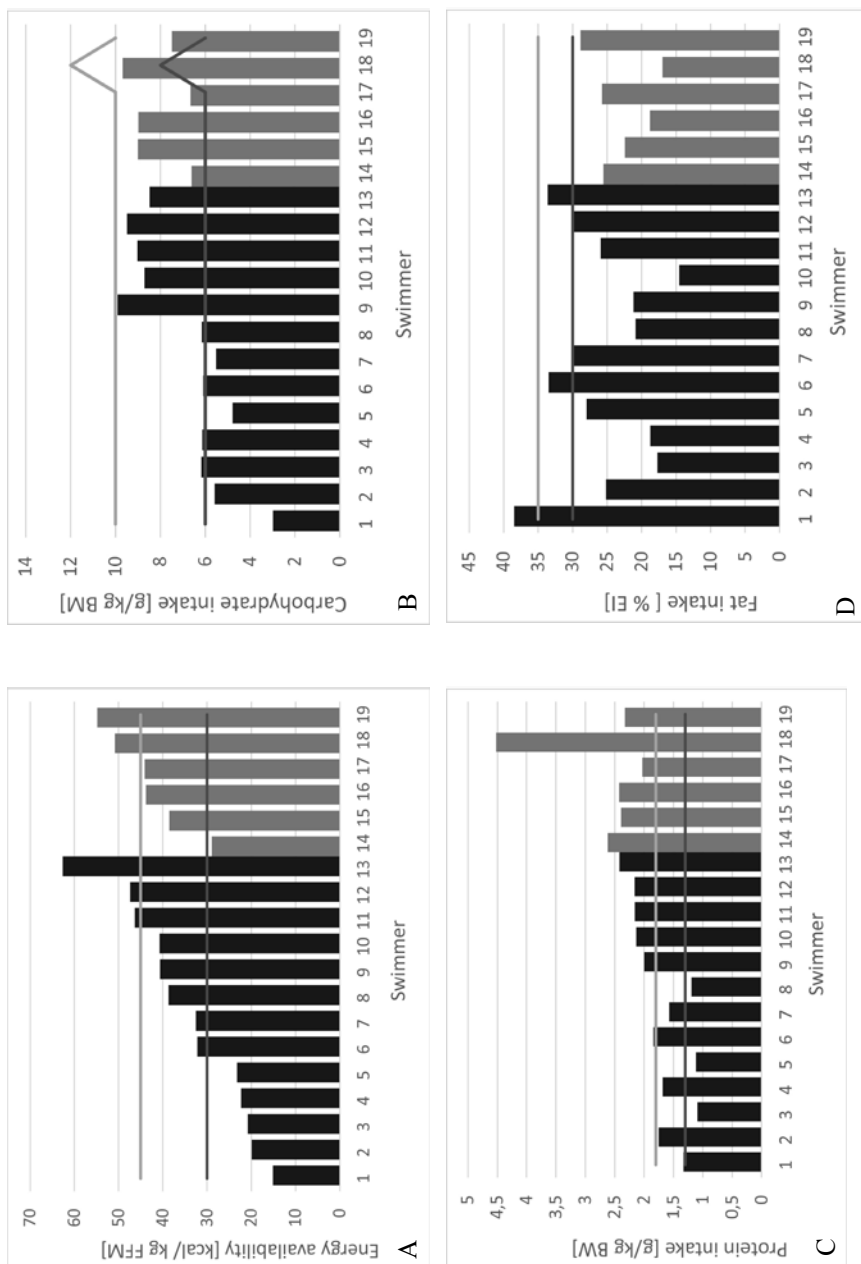 A
Energy availability [kcal/ kg FFM]
70
60
50
40
30
20
10
0
1 2 3 4 5 6 7 8 9 10 11 12 13 14 15 16 17 18 19
Swimmer
B
Carbohydrate intake [g/kg BM]
14
12
10
8
6
4
2
0
1 2 3 4 5 6 7 8 9 10 11 12 13 14 15 16 17 18 19
Swimmer
C
Protein intake [g/kg BW]
5
4,5
4
3,5
3
2,5
2
1,5
1
0,5
0
1 2 3 4 5 6 7 8 9 10 11 12 13 14 15 16 17 18 19
Swimmer
D
Fat intake [ % EI]
45
40
35
30
25
20
15
10
5
0
1 2 3 4 5 6 7 8 9 10 11 12 13 14 15 16 17 18 19
Swimmer